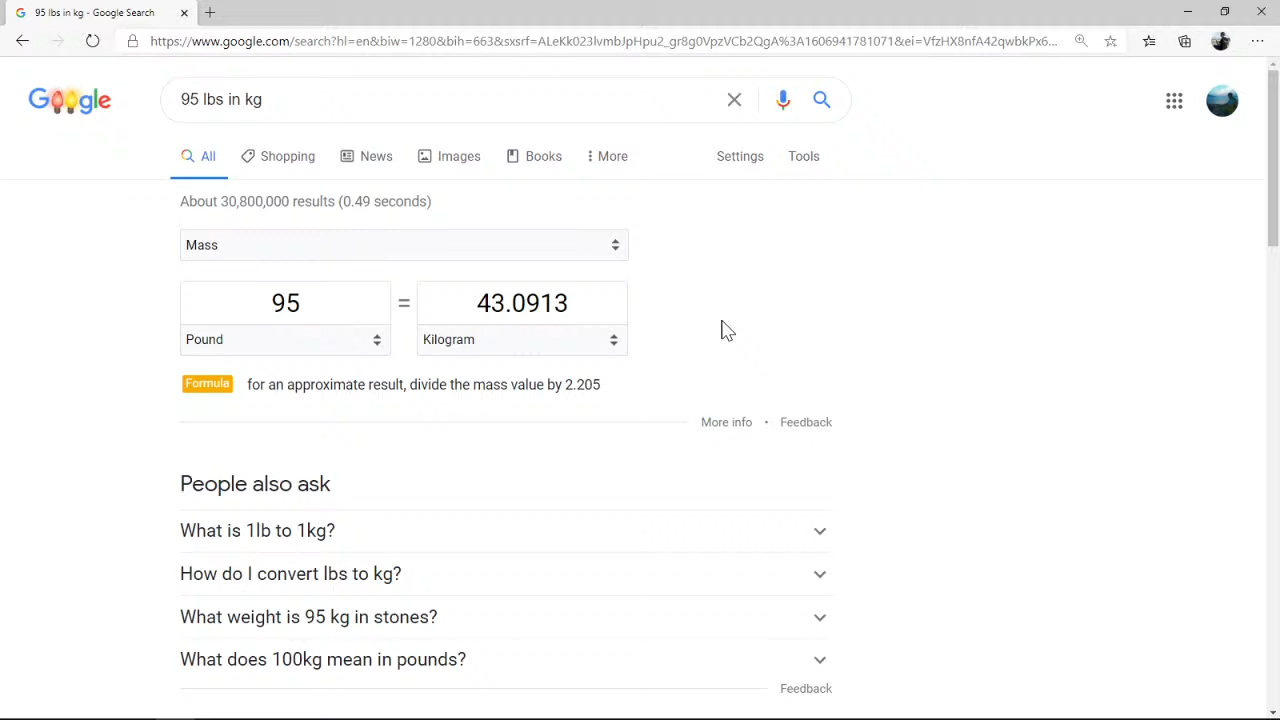 95 lbs in kg - Google Search
https://www.google.com/search?hl=en&biw=1280&bih=663&sxsrf=ALeKk023lvmbJpHpu2_gr8g0VpzVCb2QgA%3A1606941781071&ei=VfzHX8nfA42qwbkPx6...
Google
95 lbs in kg
All Shopping News Images Books More Settings Tools
About 30,800,000 results (0.49 seconds)
Mass
95 = 43.0913
Pound Kilogram
Formula for an approximate result, divide the mass value by 2.205
More info • Feedback
People also ask
What is 1lb to 1kg?
How do I convert lbs to kg?
What weight is 95 kg in stones?
What does 100kg mean in pounds?
Feedback